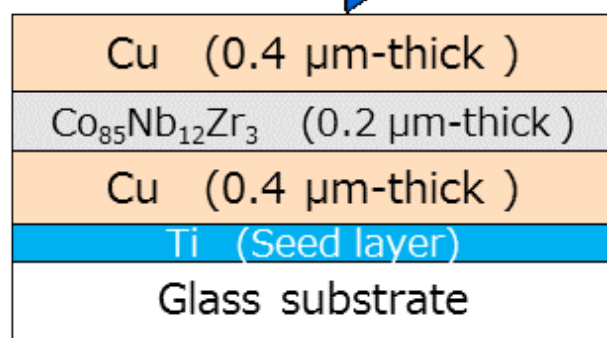 Cu (0.4 μm-thick )
Co₈₅Nb₁₂Zr₃ (0.2 μm-thick )
Cu (0.4 μm-thick )
Ti (Seed layer)
Glass substrate